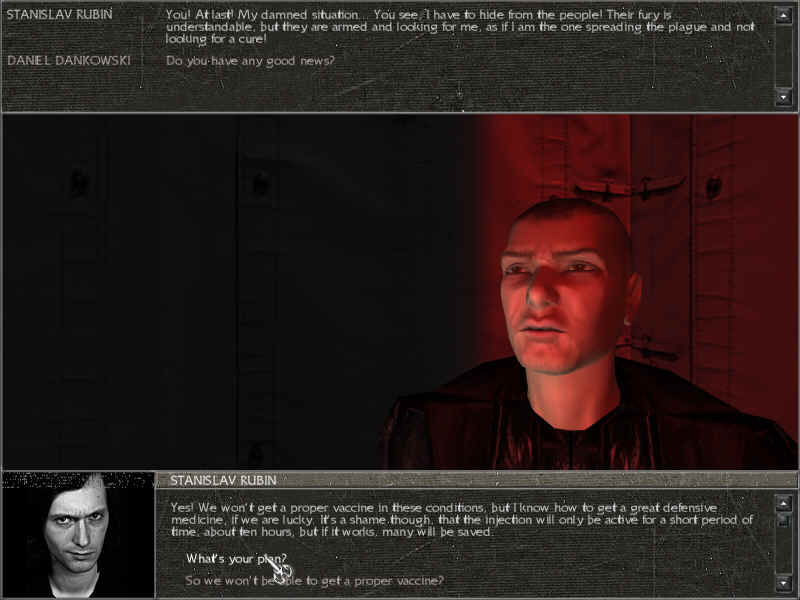 STANISLAV RUBIN
You! At last! My damned situation... You see, I have to hide from the people! Their fury is
understandable, but they are armed and looking for me, as if I am the one spreading the plague and not
looking for a cure!
DANIEL DANKOWSKI
Do you have any good news?
STANISLAV RUBIN
Yes! We won't get a proper vaccine in these conditions, but I know how to get a great defensive
medicine, if we are lucky. It's a shame though, that the injection will only be active for a short period of
time, about ten hours, but if it works, many will be saved.
What's your plan?
So we won't be able to get a proper vaccine?